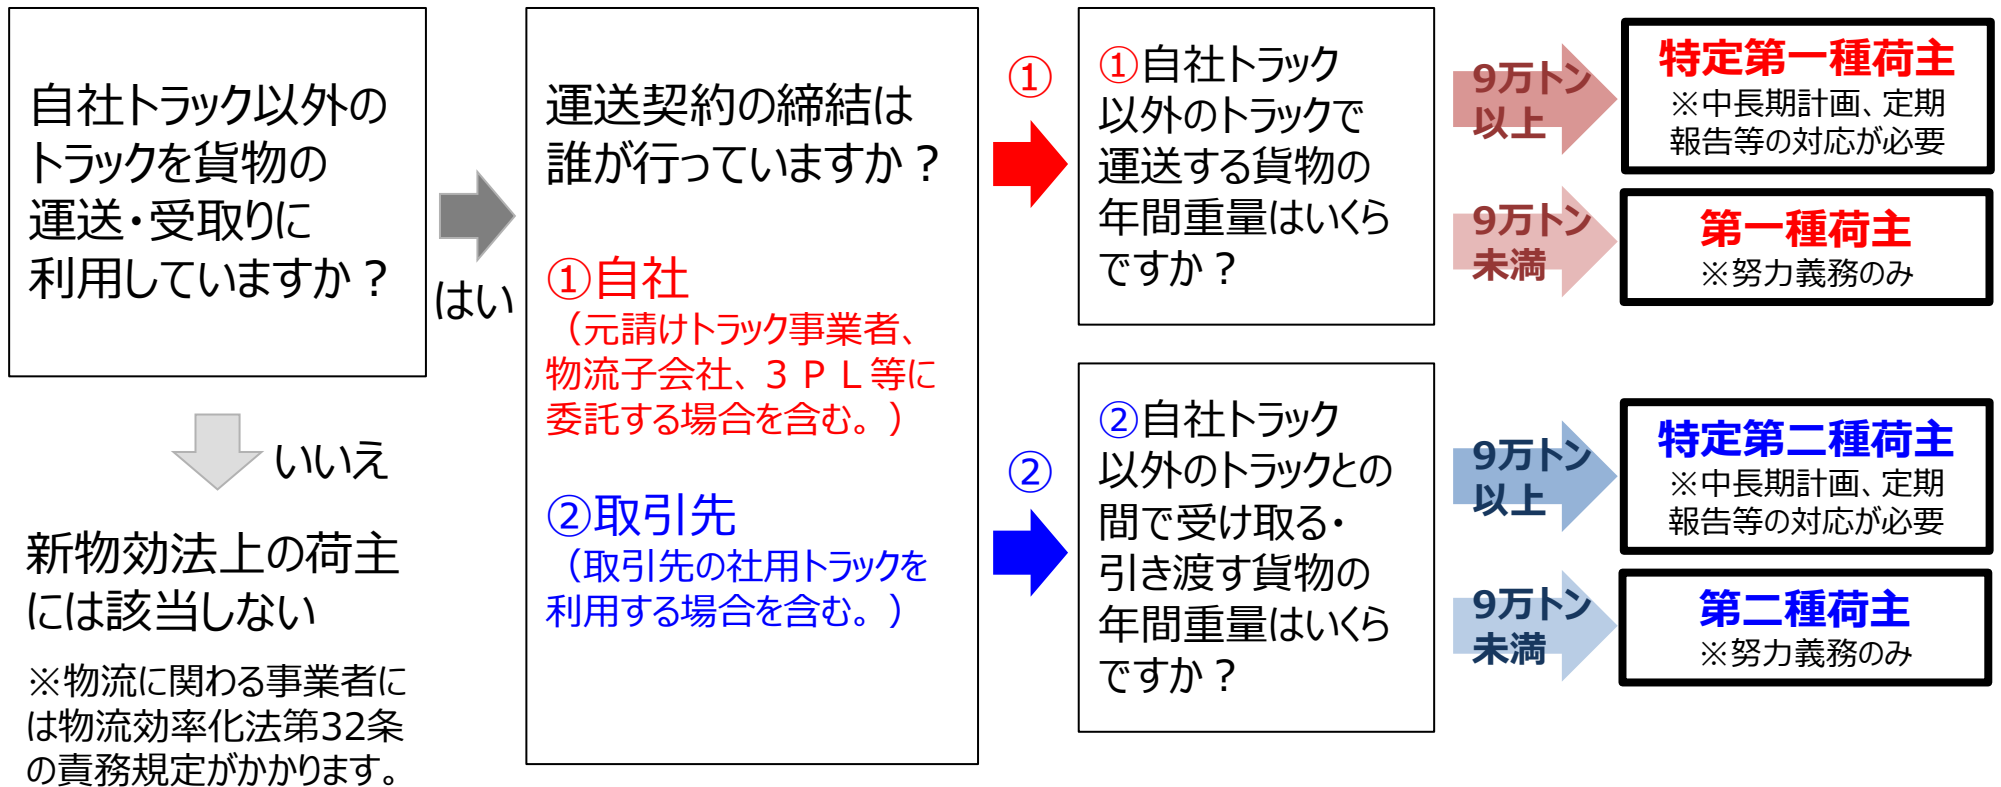 自社トラック以外の
トラックを貨物の
運送・受取りに
利用していますか？
はい
いいえ
新物効法上の荷主
には該当しない
※物流に関わる事業者に
は物流効率化法第32条
の責務規定がかかります。
運送契約の締結は
誰が行っていますか？
①自社
（元請けトラック事業者、
物流子会社、３ＰＬ等に
委託する場合を含む。）
②取引先
（取引先の社用トラックを
利用する場合を含む。）
①
①自社トラック
以外のトラックで
運送する貨物の
年間重量はいくら
ですか？
9万トン
以上
特定第一種荷主
※中長期計画、定期
報告等の対応が必要
9万トン
未満
第一種荷主
※努力義務のみ
②
②自社トラック
以外のトラックとの
間で受け取る・
引き渡す貨物の
年間重量はいくら
ですか？
9万トン
以上
特定第二種荷主
※中長期計画、定期
報告等の対応が必要
9万トン
未満
第二種荷主
※努力義務のみ